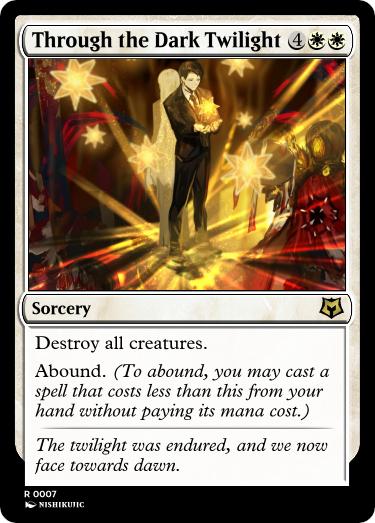 Through the Dark Twilight 4
Sorcery
Destroy all creatures.
Abound. (To abound, you may cast a
spell that costs less than this from your
hand without paying its mana cost.)
The twilight was endured, and we now
face towards dawn.
R 0007
NISHIKUJIC